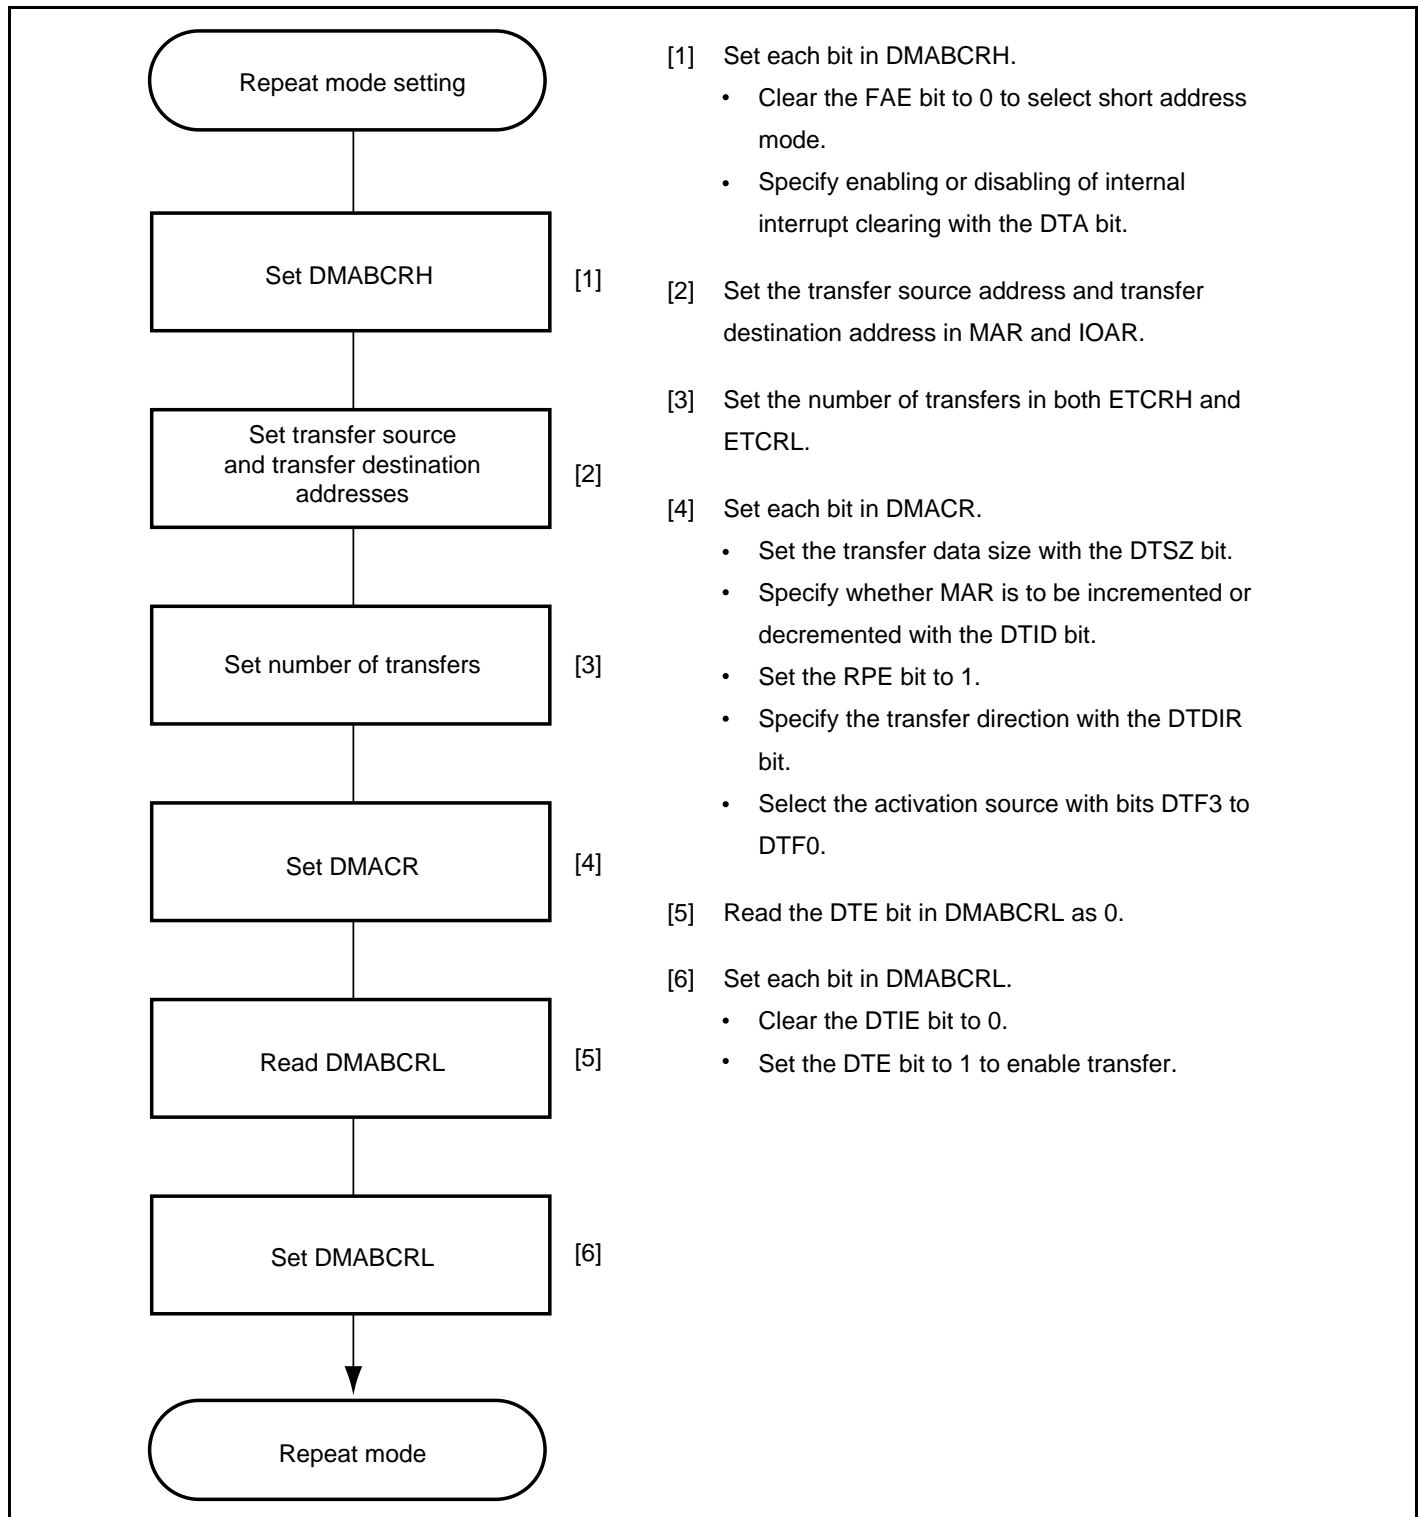 Repeat mode setting
Set DMABCRH
[1]
Set transfer source
and transfer destination
addresses
[2]
Set number of transfers
[3]
Set DMACR
[4]
Read DMABCRL
[5]
Set DMABCRL
[6]
Repeat mode
[1] Set each bit in DMABCRH.
• Clear the FAE bit to 0 to select short address
mode.
• Specify enabling or disabling of internal
interrupt clearing with the DTA bit.
[2] Set the transfer source address and transfer
destination address in MAR and IOAR.
[3] Set the number of transfers in both ETCRH and
ETCRL.
[4] Set each bit in DMACR.
• Set the transfer data size with the DTSZ bit.
• Specify whether MAR is to be incremented or
decremented with the DTID bit.
• Set the RPE bit to 1.
• Specify the transfer direction with the DTDIR
bit.
• Select the activation source with bits DTF3 to
DTF0.
[5] Read the DTE bit in DMABCRL as 0.
[6] Set each bit in DMABCRL.
• Clear the DTIE bit to 0.
• Set the DTE bit to 1 to enable transfer.